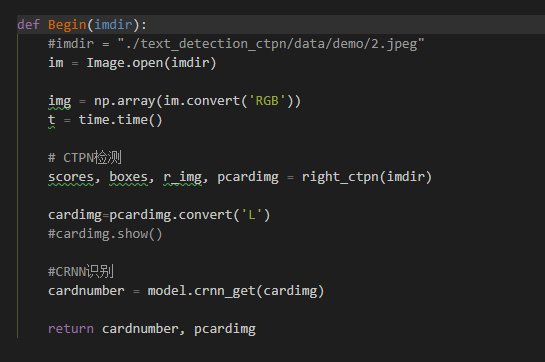 def Begin(imdir):
#imdir = "./text_detection_ctpn/data/demo/2.jpeg"
im = Image.open(imdir)
img = np.array(im.convert('RGB'))
t = time.time()
# CTPN检测
scores, boxes, r_img, pcardimg = right_ctpn(imdir)
cardimg=pcardimg.convert('L')
#cardimg.show()
#CRNN识别
cardnumber = model.crnn_get(cardimg)
return cardnumber, pcardimg